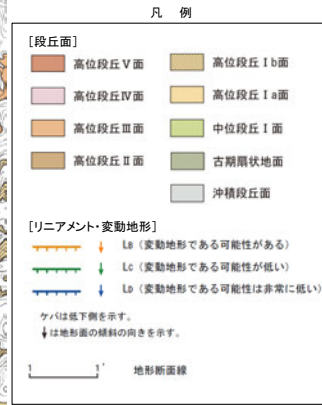 凡 例
[段丘面]
高位段丘Ⅴ面
高位段丘Ⅰb面
高位段丘Ⅳ面
高位段丘Ⅰa面
高位段丘Ⅲ面
中位段丘Ⅰ面
高位段丘Ⅱ面
古期扇状地面
沖積段丘面
[リニアメント・変動地形]
LB (変動地形である可能性がある)
LC (変動地形である可能性が低い)
LD (変動地形である可能性は非常に低い)
ケバは低下側を示す。
↓は地形面の傾斜の向きを示す。
1 1' 地形断面線